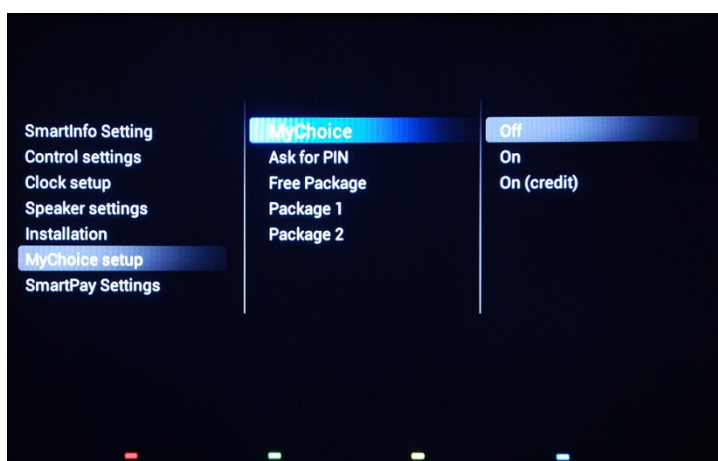 SmartInfo Setting
Control settings
Clock setup
Speaker settings
Installation
MyChoice setup
SmartPay Settings
MyChoice
Ask for PIN
Free Package
Package 1
Package 2
Off
On
On (credit)